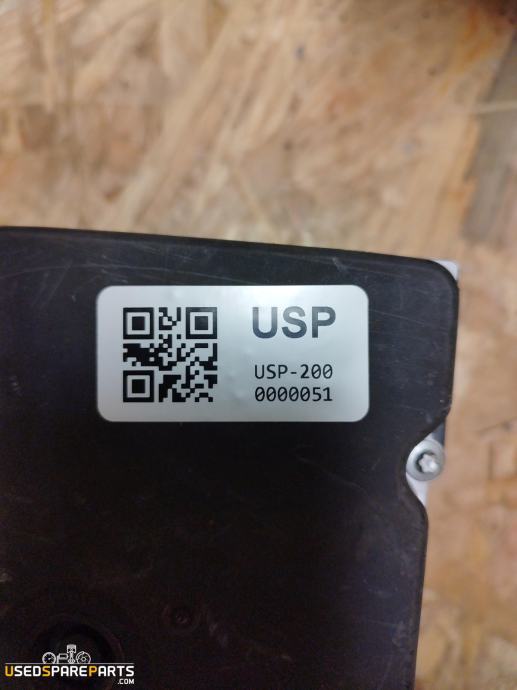 USP
USP-200
0000051
USEDSPAREPARTS
.COM